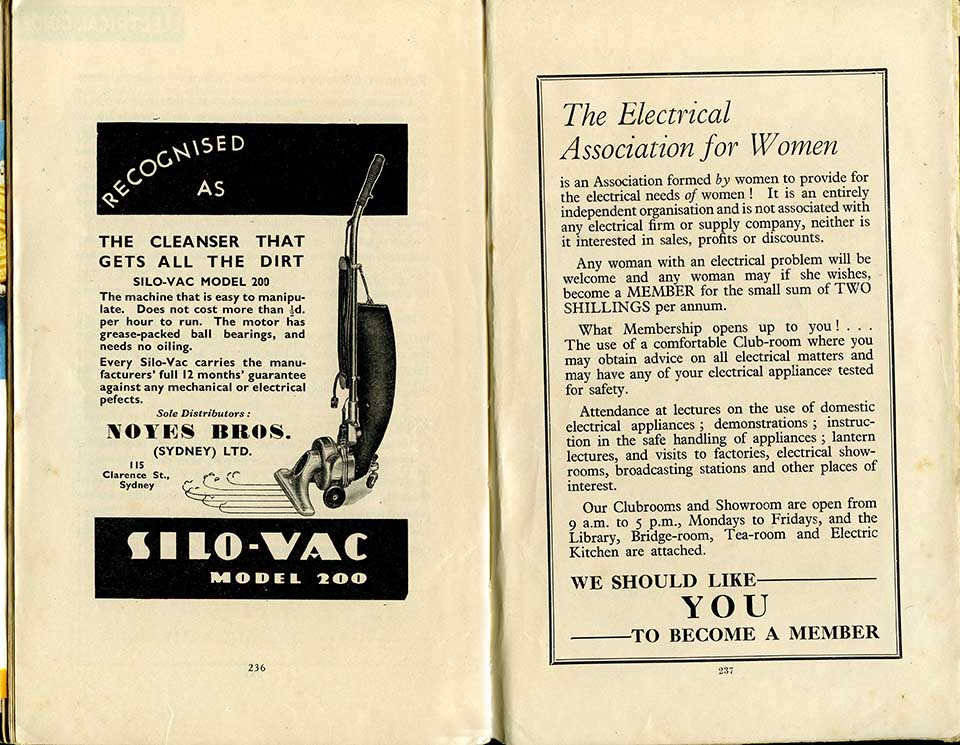 RECOGNISED
AS
THE CLEANSER THAT
GETS ALL THE DIRT
SILO-VAC MODEL 200
The machine that is easy to manipu-
late. Does not cost more than ½d.
per hour to run. The motor has
grease-packed ball bearings, and
needs no oiling.
Every Silo-Vac carries the manu-
facturers' full 12 months' guarantee
against any mechanical or electrical
pefects.
Sole Distributors :
NOYES BROS.
(SYDNEY) LTD.
115
Clarence St.,
Sydney
SILO-VAC
MODEL 200
236
The Electrical
Association for Women
is an Association formed by women to provide for
the electrical needs of women ! It is an entirely
independent organisation and is not associated with
any electrical firm or supply company, neither is
it interested in sales, profits or discounts.
Any woman with an electrical problem will be
welcome and any woman may if she wishes,
become a MEMBER for the small sum of TWO
SHILLINGS per annum.
What Membership opens up to you ! . . .
The use of a comfortable Club-room where you
may obtain advice on all electrical matters and
may have any of your electrical appliances tested
for safety.
Attendance at lectures on the use of domestic
electrical appliances ; demonstrations ; instruc-
tion in the safe handling of appliances ; lantern
lectures, and visits to factories, electrical show-
rooms, broadcasting stations and other places of
interest.
Our Clubrooms and Showroom are open from
9 a.m. to 5 p.m., Mondays to Fridays, and the
Library, Bridge-room, Tea-room and Electric
Kitchen are attached.
WE SHOULD LIKE
YOU
TO BECOME A MEMBER
237